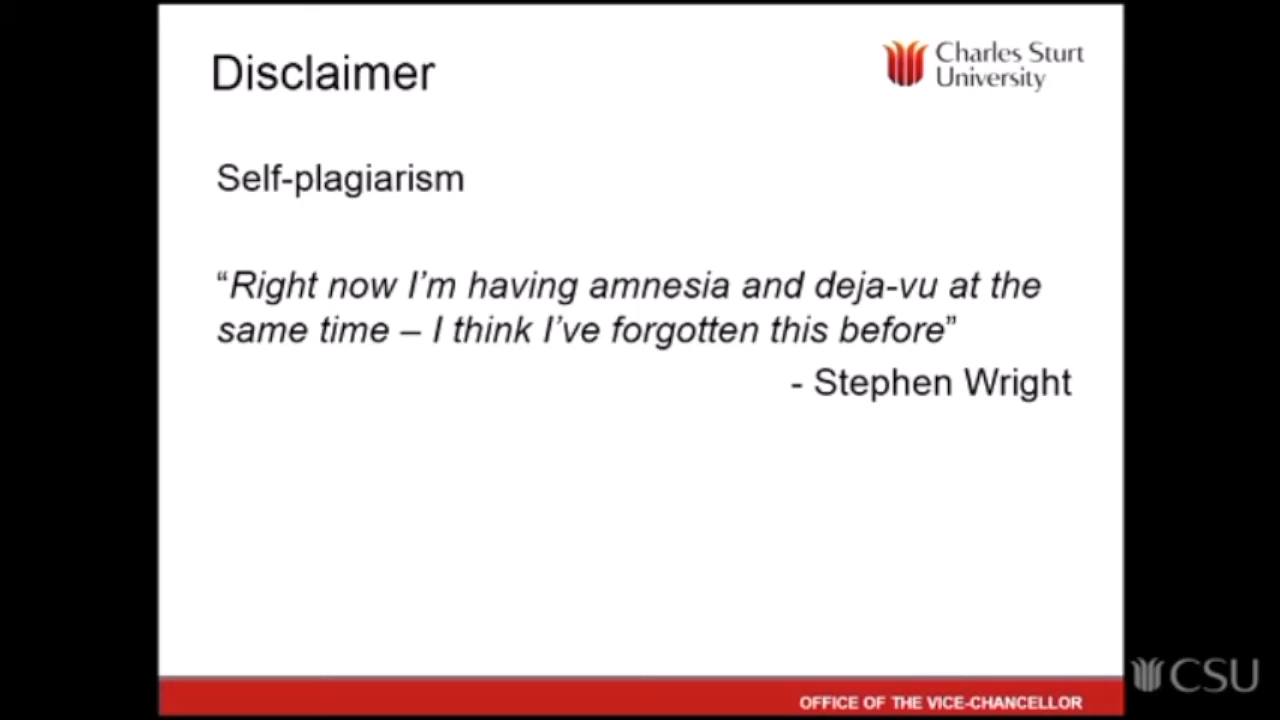 Disclaimer
Charles Sturt
University
Self-plagiarism
“Right now I’m having amnesia and deja-vu at the
same time – I think I’ve forgotten this before”
- Stephen Wright
CSU
OFFICE OF THE VICE-CHANCELLOR